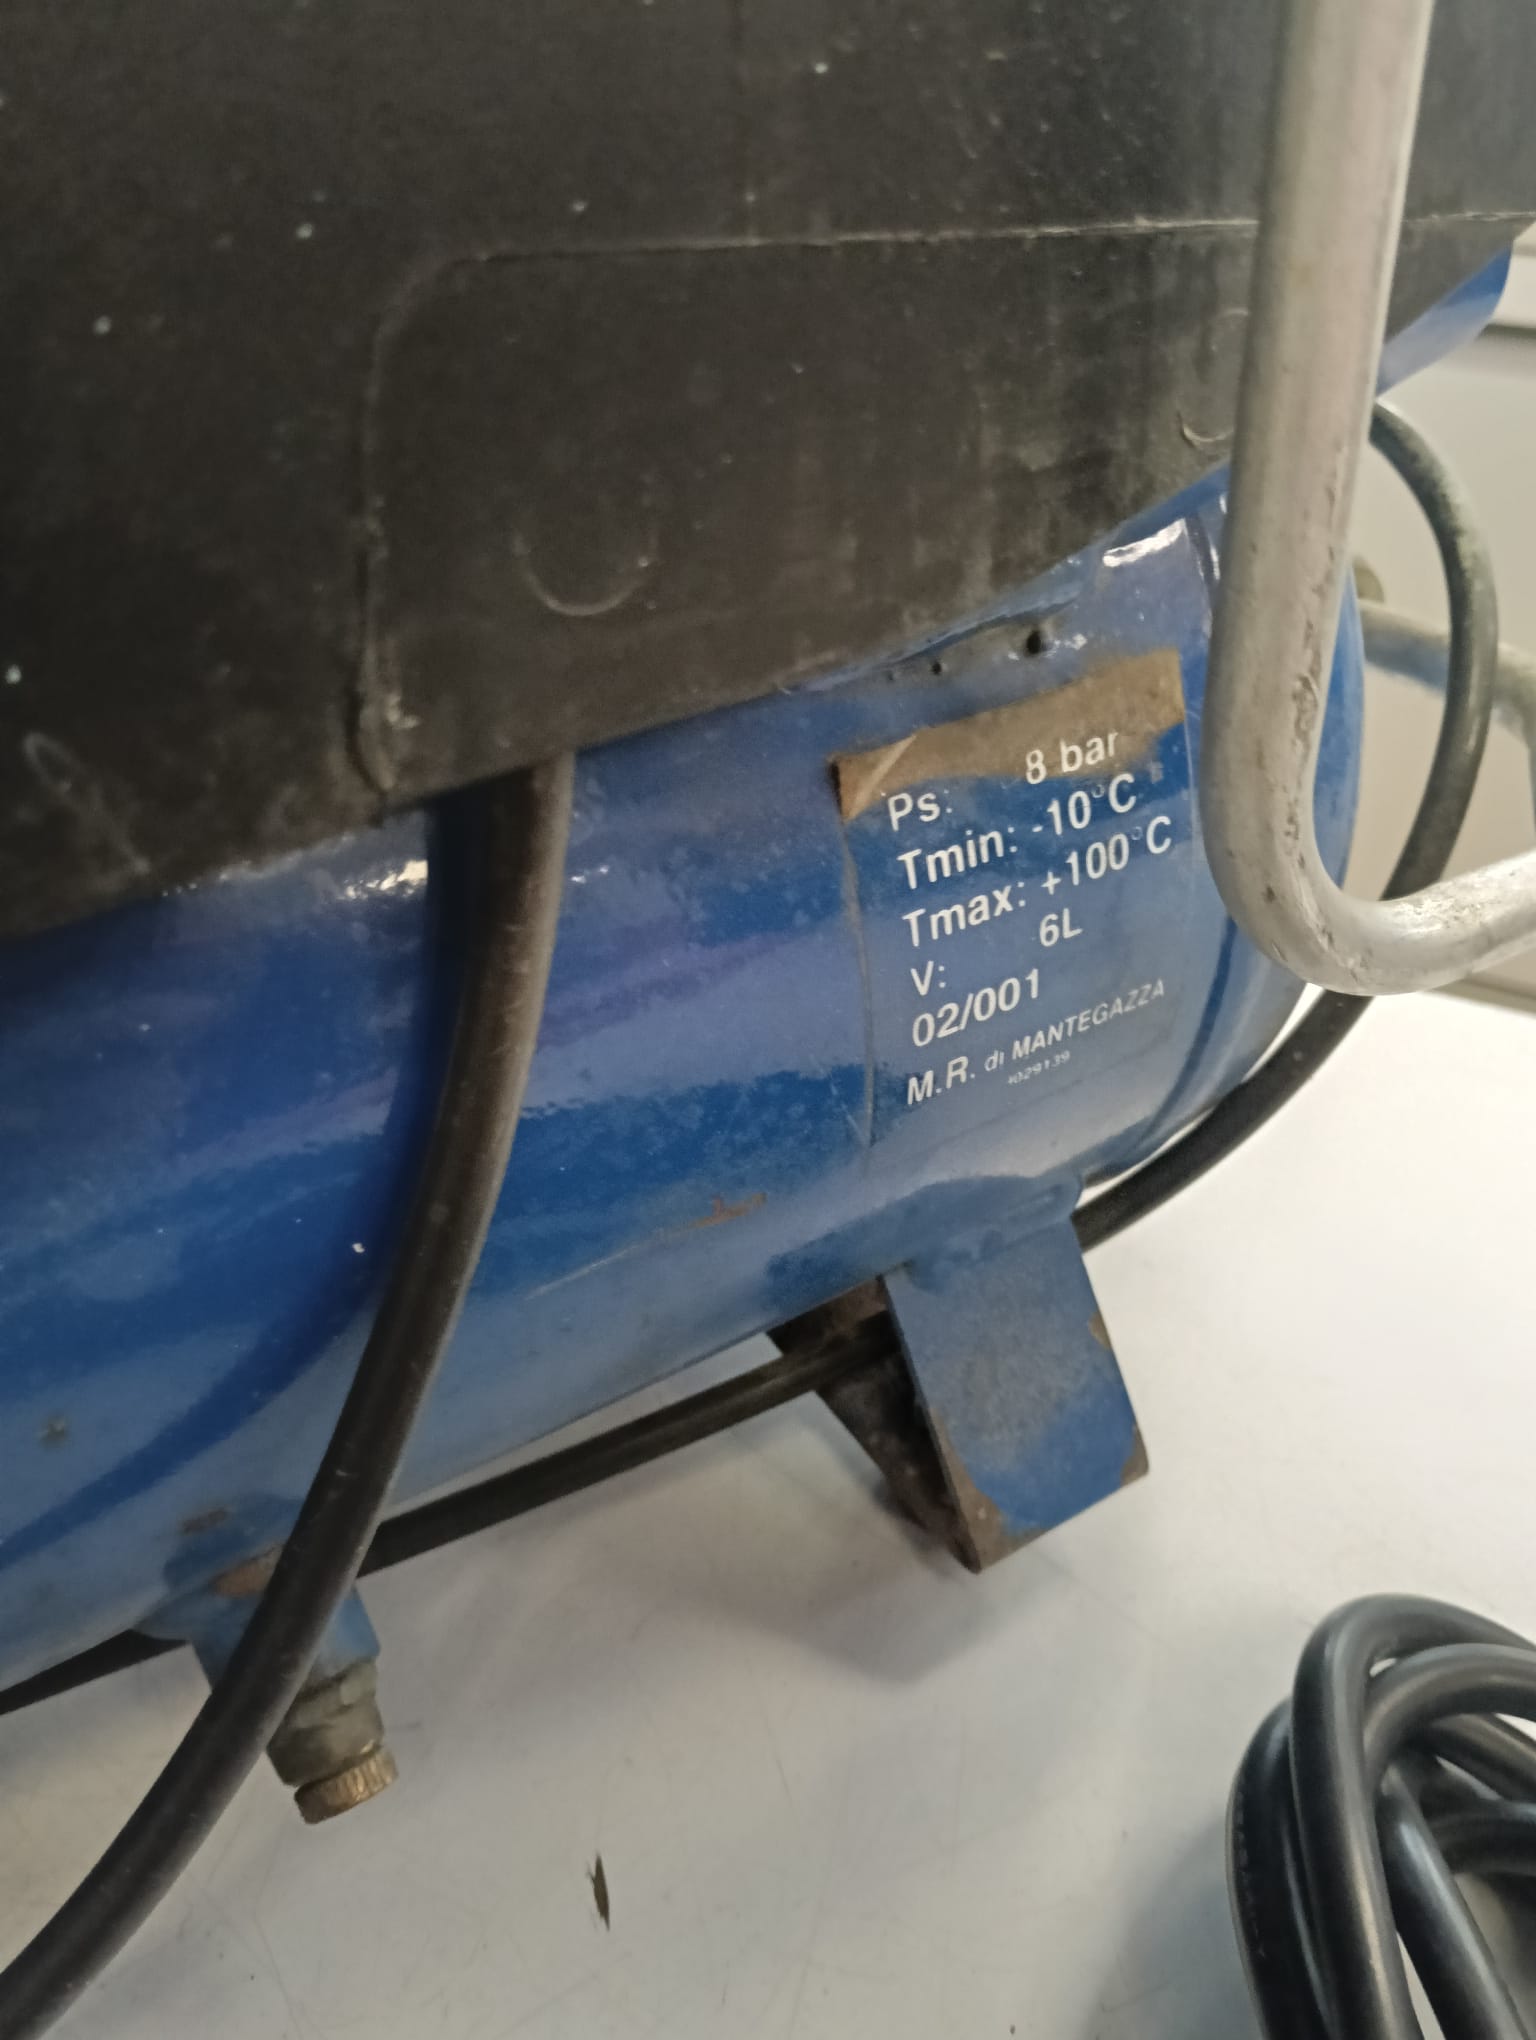 Ps: 8 bar
Tmin: -10°C
Tmax: +100°C
V: 6L
02/001
M.R. di MANTEGAZZA